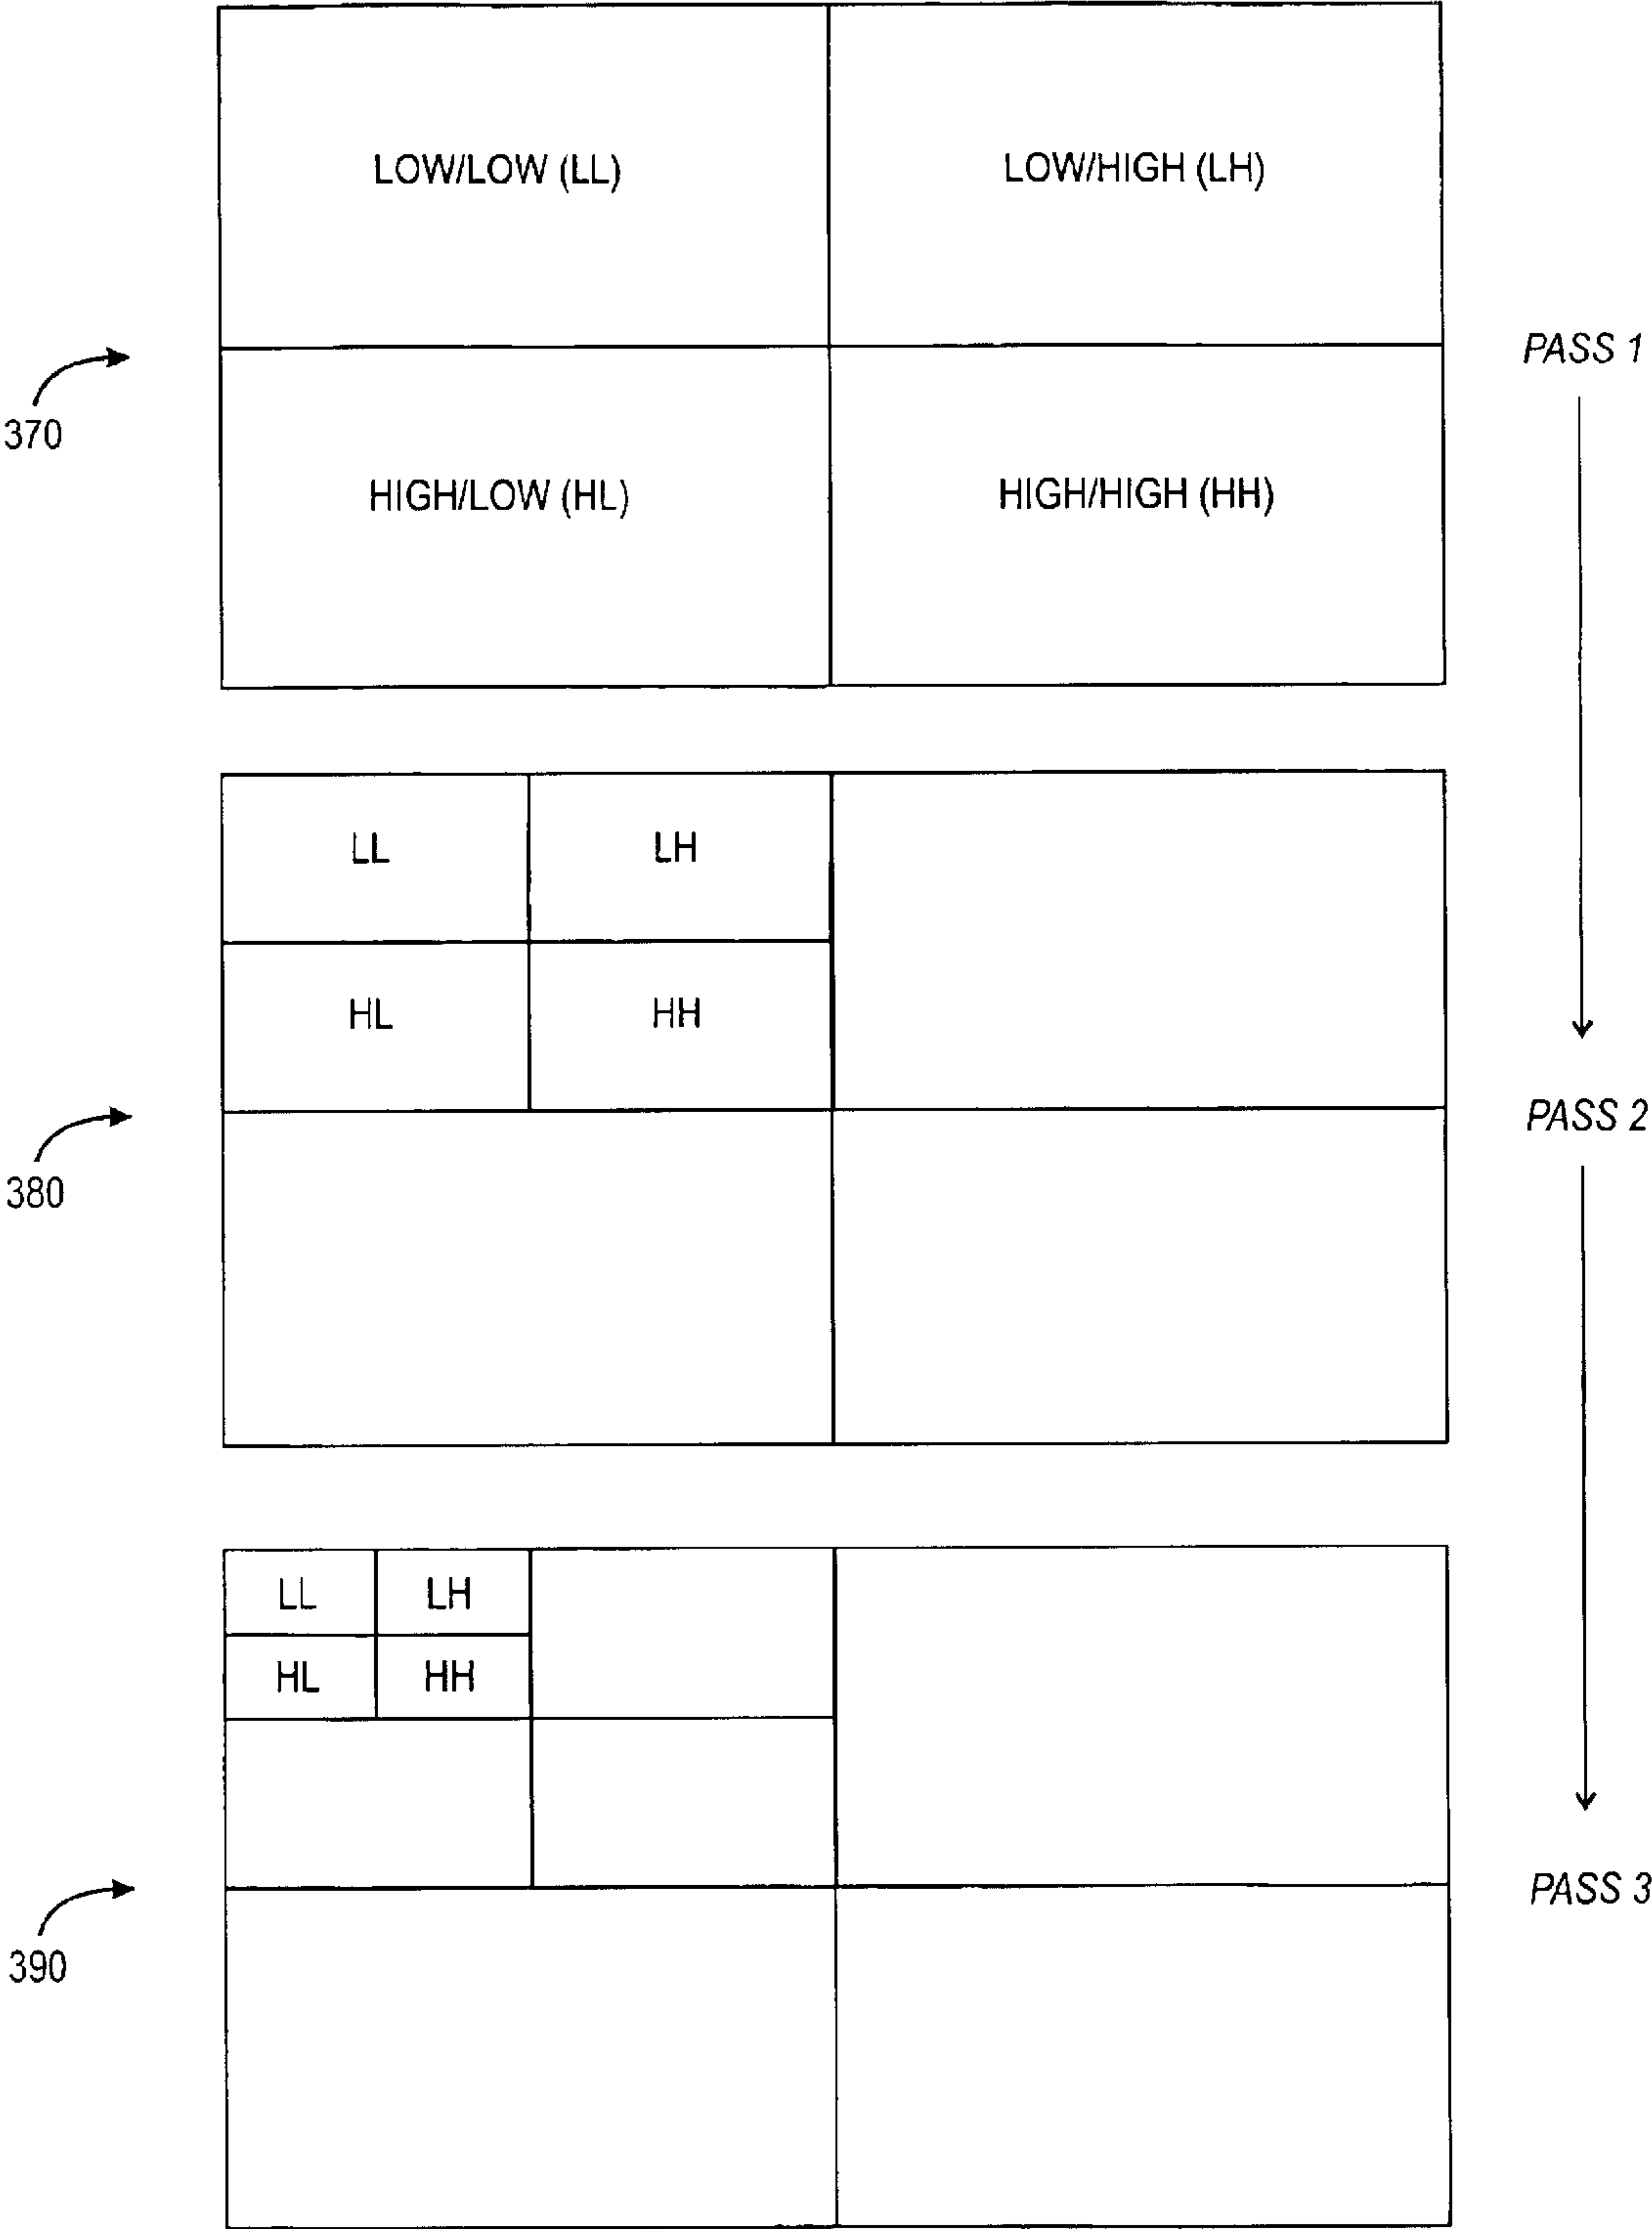 LOW/LOW (LL)
LOW/HIGH (LH)
PASS 1
370
HIGH/LOW (HL)
HIGH/HIGH (HH)
LL
LH
HL
HH
PASS 2
380
LL
LH
HL
HH
PASS 3
390